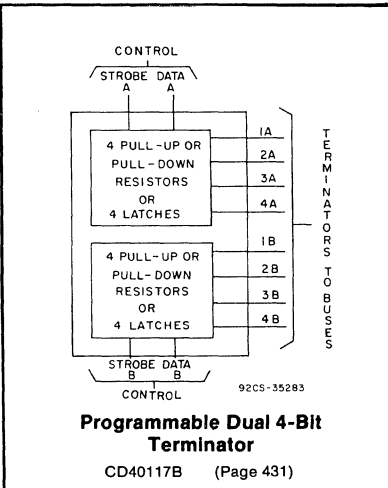 CONTROL
STROBE DATA
A A
4 PULL-UP OR
PULL-DOWN
RESISTORS
OR
4 LATCHES
1A
2A
3A
4A
4 PULL-UP OR
PULL-DOWN
RESISTORS
OR
4 LATCHES
1B
2B
3B
4B
TERMINATORS TO BUSES
STROBE DATA
B B
CONTROL
92CS-35283
Programmable Dual 4-Bit
Terminator
CD40117B (Page 431)